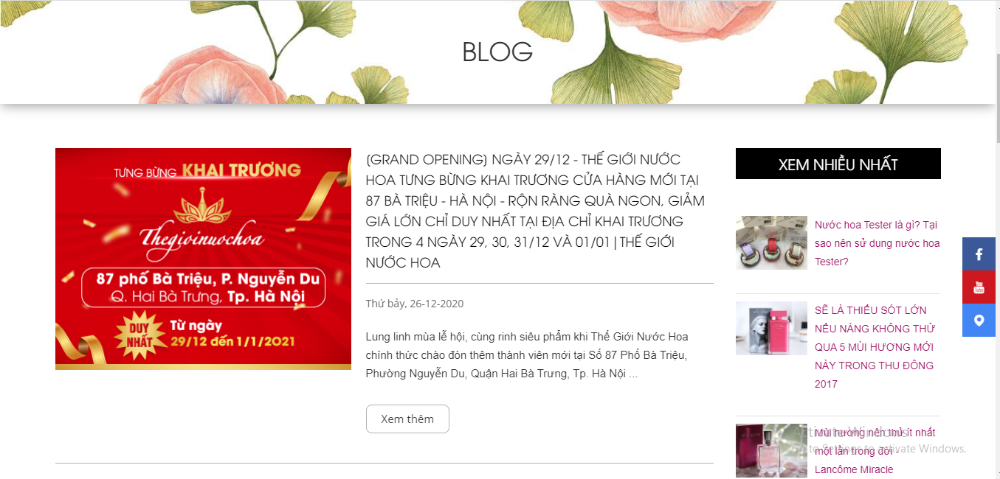 BLOG
TƯNG BỪNG KHAI TRƯƠNG
Thegioinuochoa
87 phố Bà Triệu, P. Nguyễn Du
Q. Hai Bà Trưng, Tp. Hà Nội
DUY
NHẤT
Từ ngày
29/12 đến 1/1/2021
(GRAND OPENING) NGÀY 29/12 - THẾ GIỚI NƯỚC
HOA TƯNG BỪNG KHAI TRƯƠNG CỬA HÀNG MỚI TẠI
87 BÀ TRIỆU - HÀ NỘI - RỘN RÀNG QUÀ NGON, GIẢM
GIÁ LỚN CHỈ DUY NHẤT TẠI ĐỊA CHỈ KHAI TRƯƠNG
TRONG 4 NGÀY 29, 30, 31/12 VÀ 01/01 | THẾ GIỚI
NƯỚC HOA
Thứ bảy, 26-12-2020
Lung linh mùa lễ hội, cùng rinh siêu phẩm khi Thế Giới Nước Hoa
chính thức chào đón thêm thành viên mới tại Số 87 Phố Bà Triệu,
Phường Nguyễn Du, Quận Hai Bà Trưng, Tp. Hà Nội ...
Xem thêm
XEM NHIỀU NHẤT
Nước hoa Tester là gì? Tại
sao nên sử dụng nước hoa
Tester?
SẼ LÀ THIẾU SÓT LỚN
NẾU NÀNG KHÔNG THỬ
QUA 5 MÙI HƯƠNG MỚI
NÀY TRONG THU ĐÔNG
2017
Mùi hương nên thử ít nhất
một lần trong đời -
Lancôme Miracle
You
Tube
Activate Windows
Go to Settings to activate Windows.